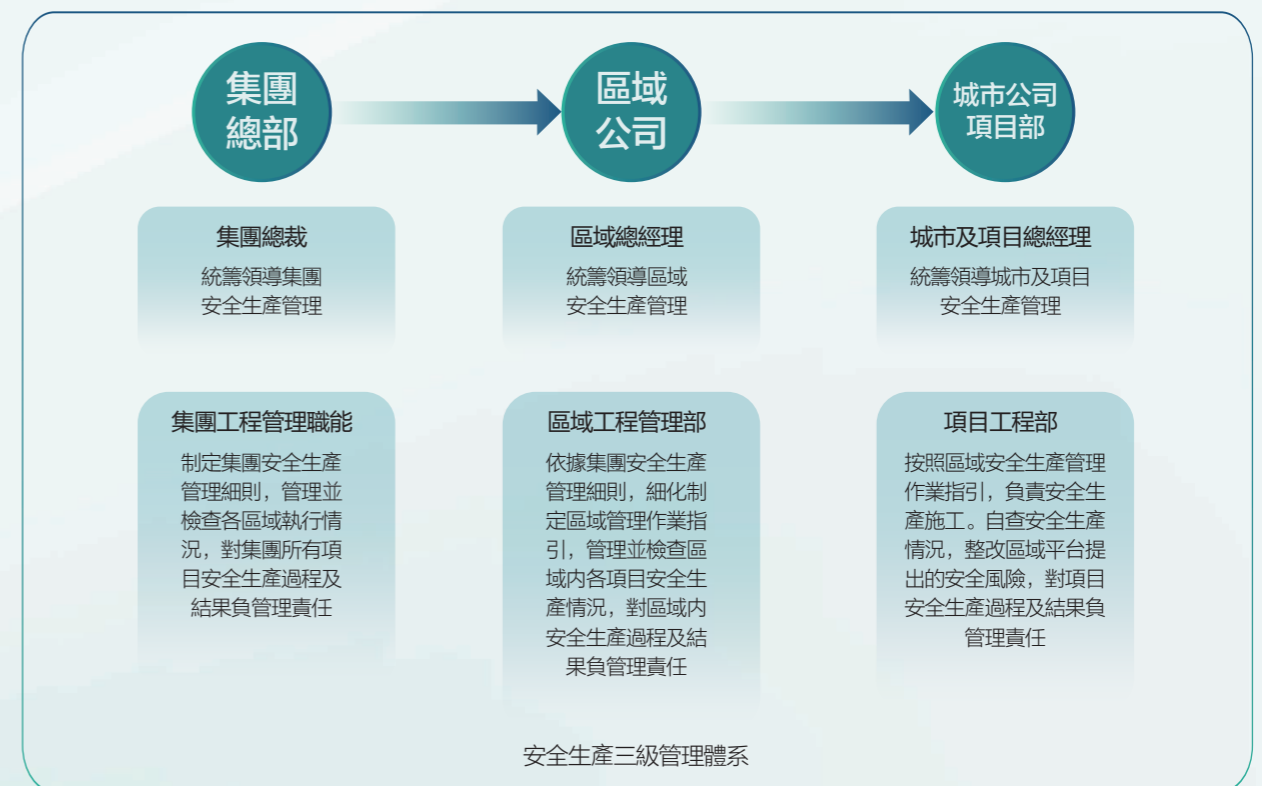 集團
總部
區域
公司
城市公司
項目部
集團總裁
統籌領導集團
安全生產管理
區域總經理
統籌領導區域
安全生產管理
城市及項目總經理
統籌領導城市及項目
安全生產管理
集團工程管理職能
制定集團安全生產
管理細則，管理並
檢查各區域執行情
況，對集團所有項
目安全生產過程及
結果負管理責任
區域工程管理部
依據集團安全生產
管理細則，細化制
定區域管理作業指
引，管理並檢查區
域內各項目安全生
產情況，對區域內
安全生產過程及結
果負管理責任
項目工程部
按照區域安全生產管理
作業指引，負責安全生
產施工。自查安全生產
情況，整改區域平台提
出的安全風險，對項目
安全生產過程及結果負
管理責任
安全生產三級管理體系